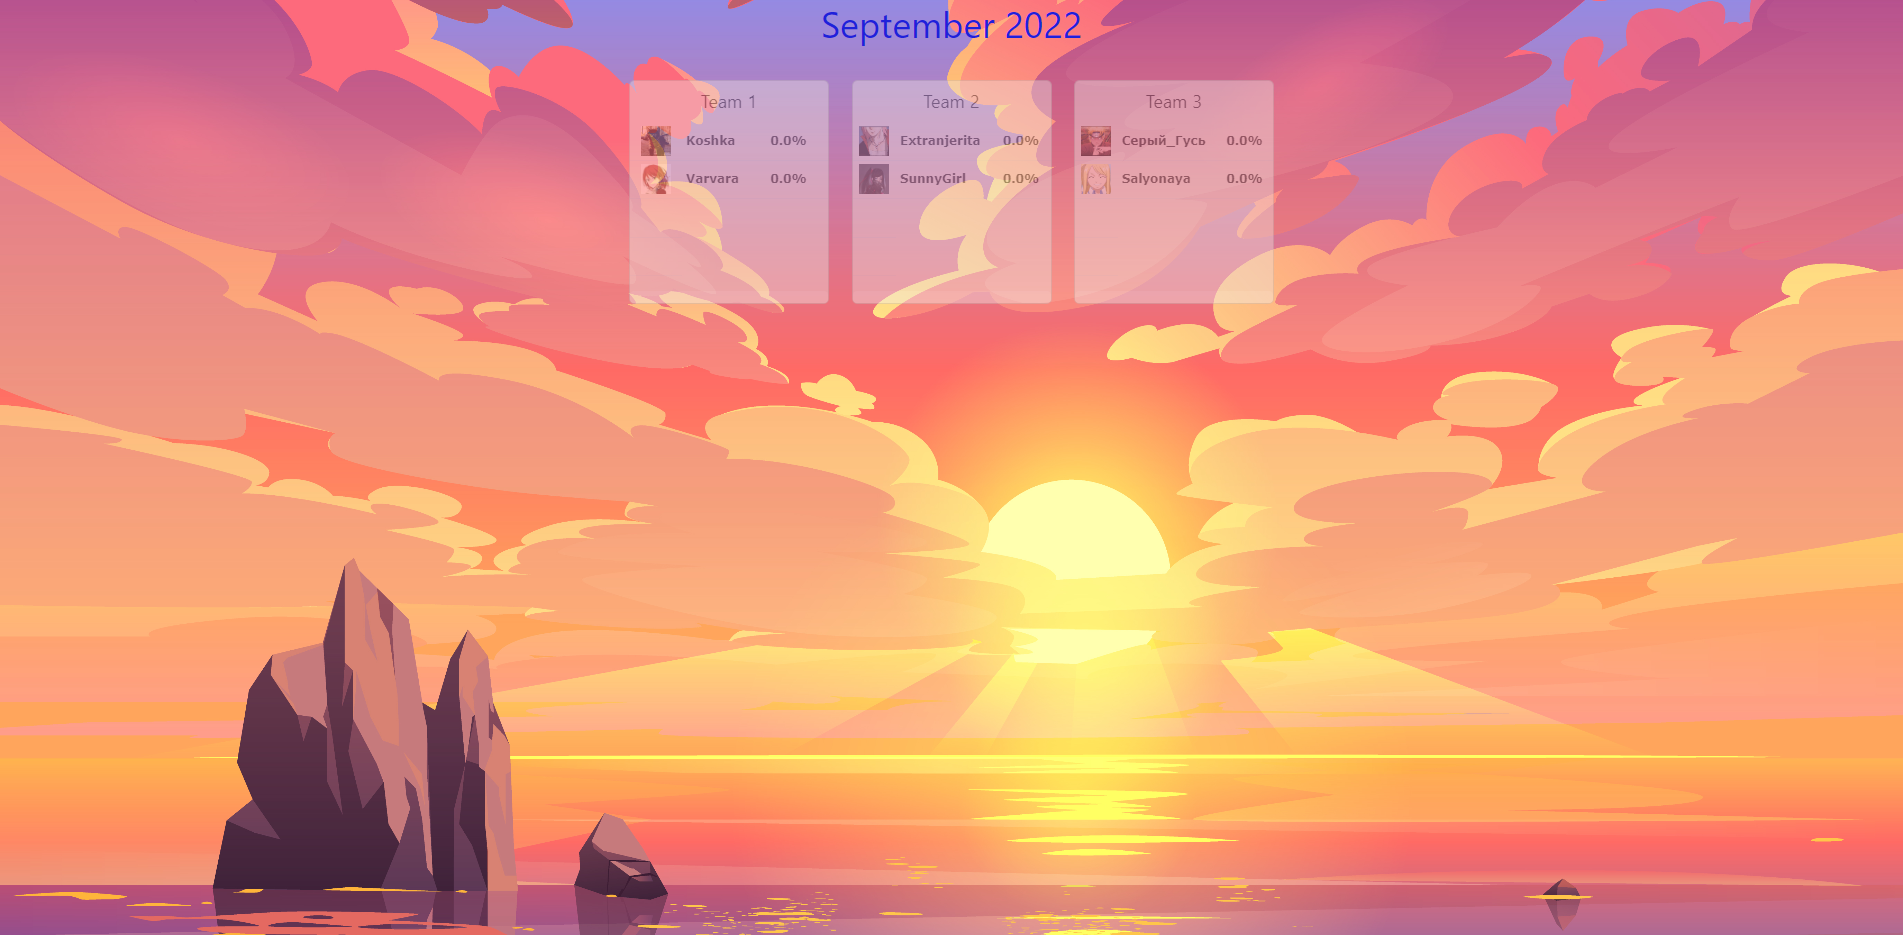 September 2022
Team 1
Koshka 0.0%
Varvara 0.0%
Team 2
Extranjerita 0.0%
SunnyGirl 0.0%
Team 3
Серый_Гусь 0.0%
Salyonaya 0.0%